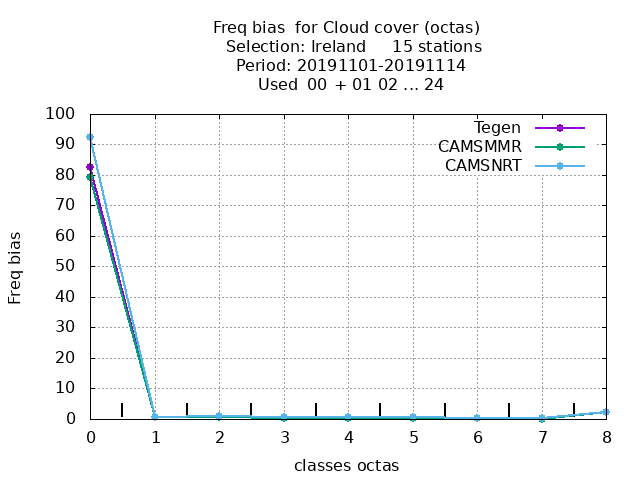 Freq bias  for Cloud cover (octas)
Selection: Ireland     15 stations
Period: 20191101-20191114
Used  00 + 01 02 ... 24
Tegen
CAMSMMR
CAMSNRT
100
90
80
70
60
50
40
30
20
10
0
Freq bias
0 1 2 3 4 5 6 7 8
classes octas